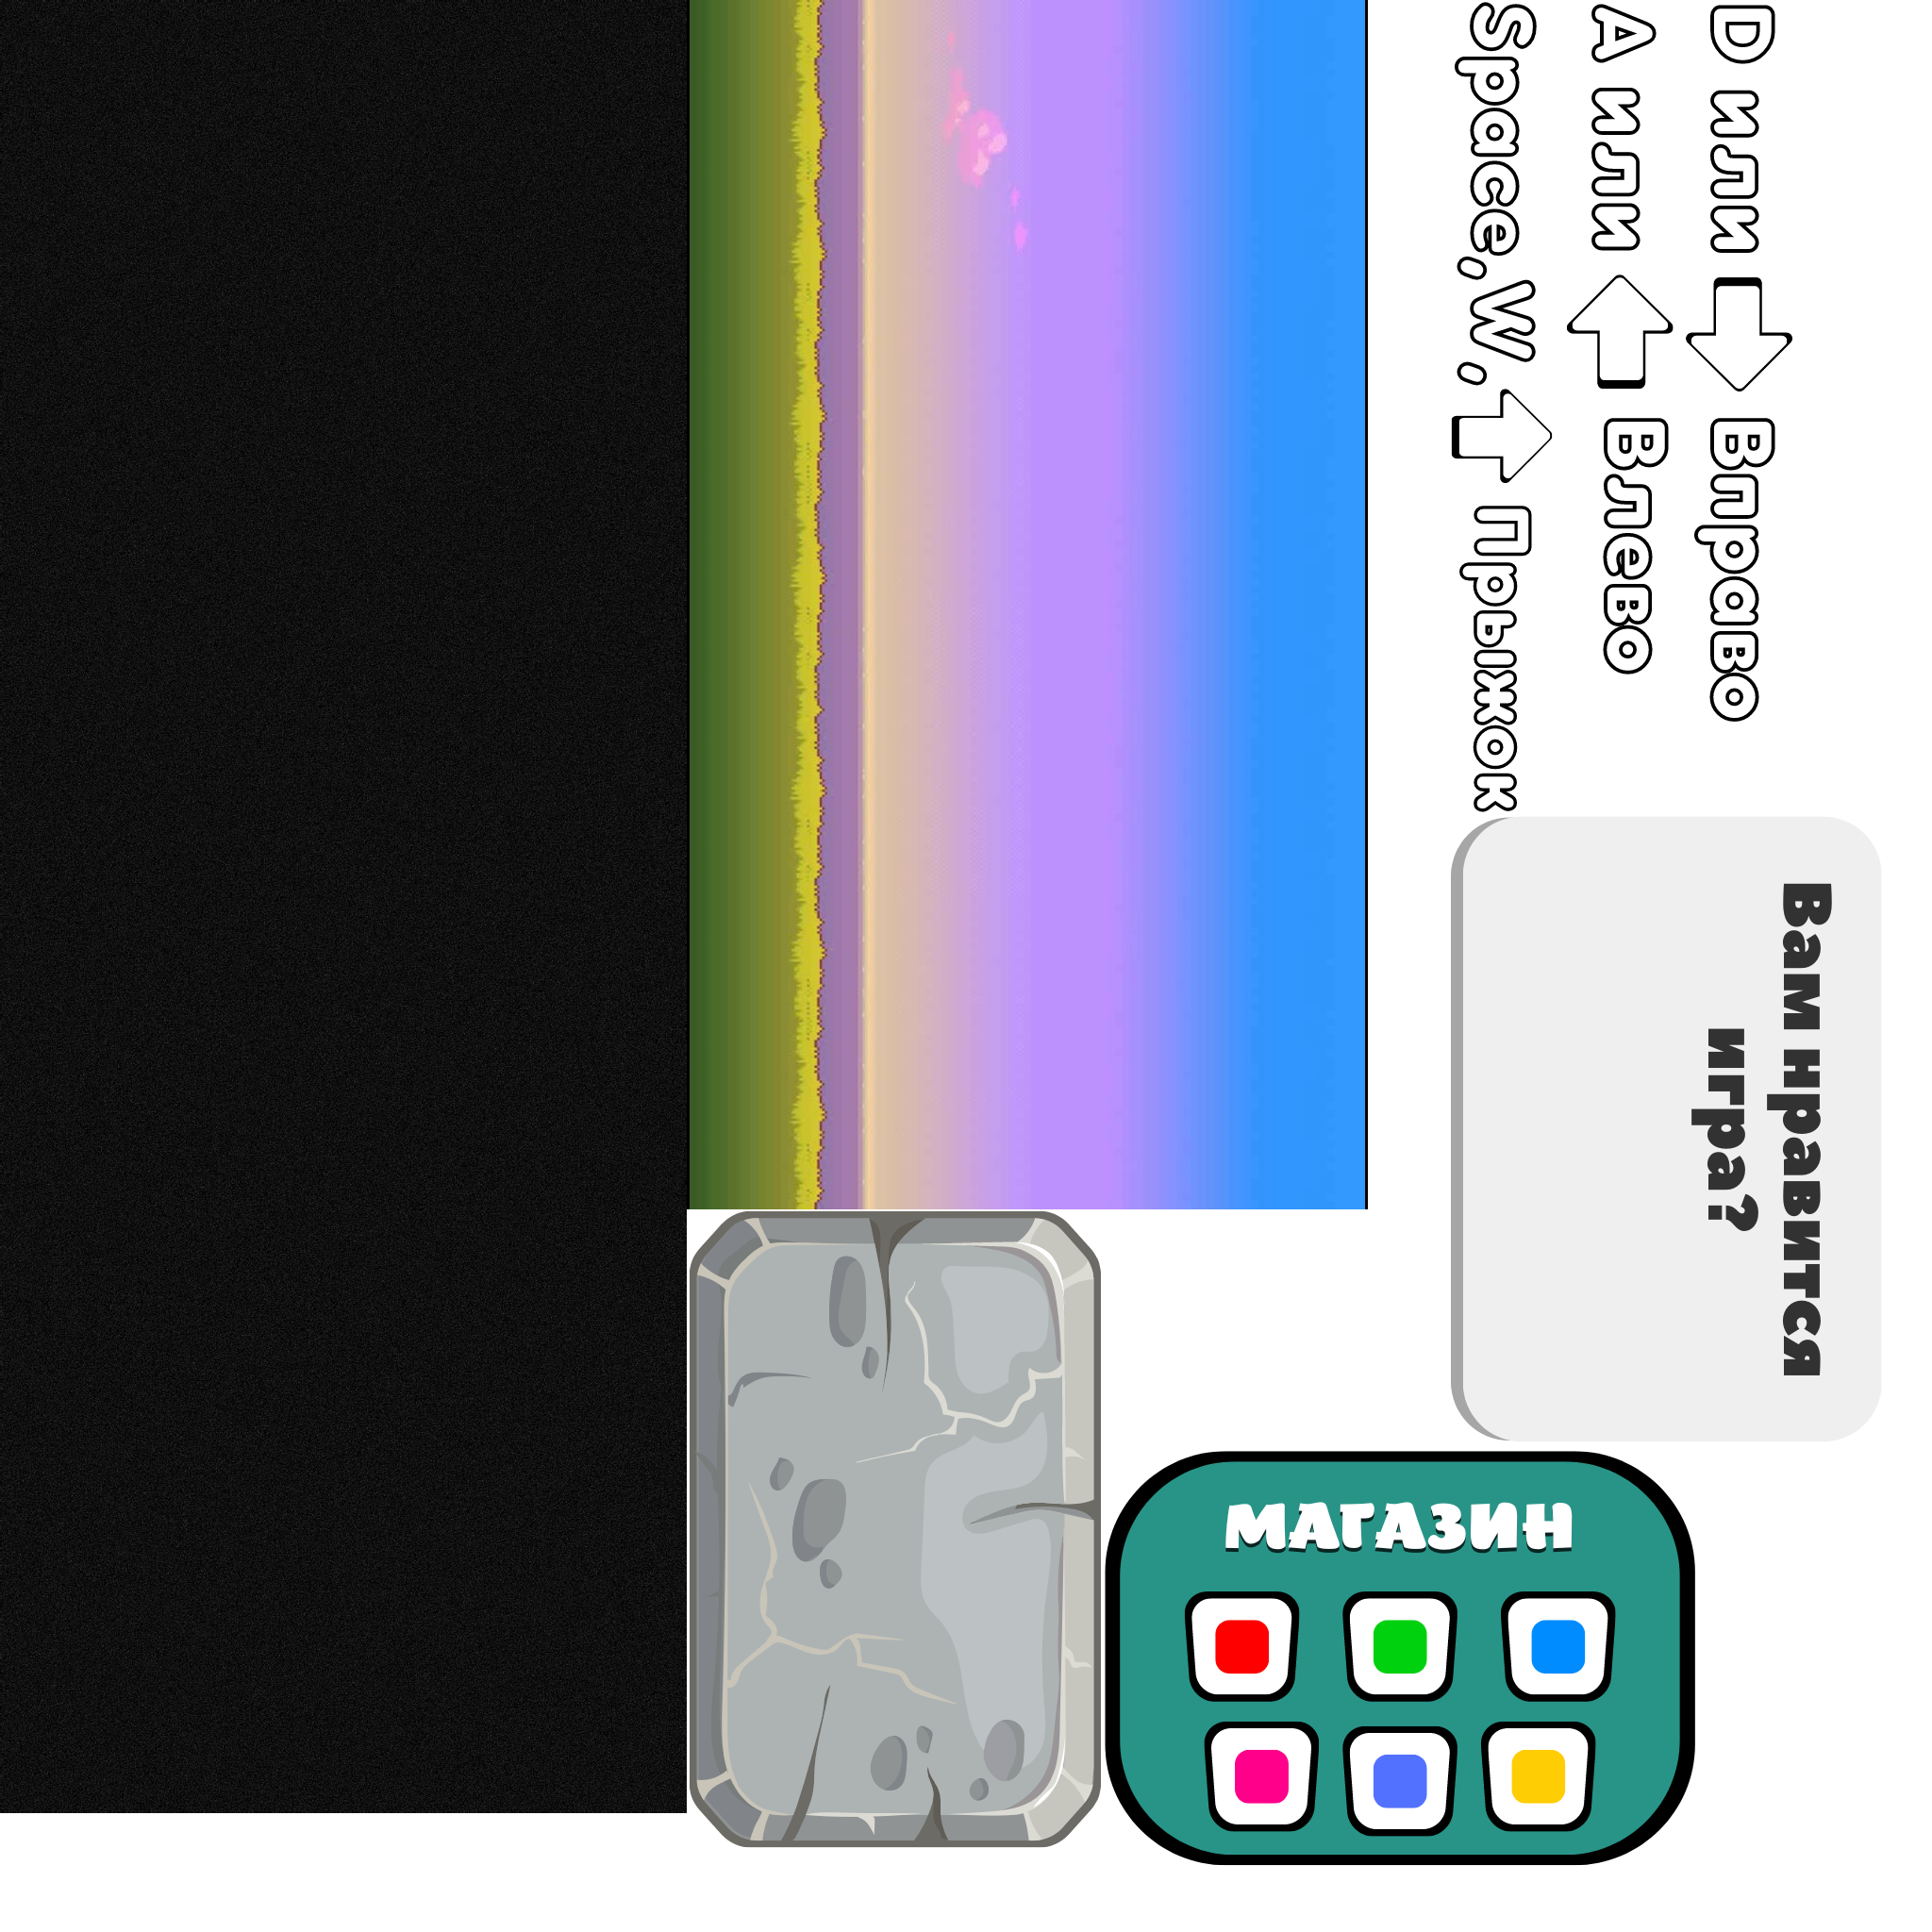 D или → Вправо
А или ← Влево
Space,W, ↑ Прыжок
Вам нравится
игра?
МАГАЗИН